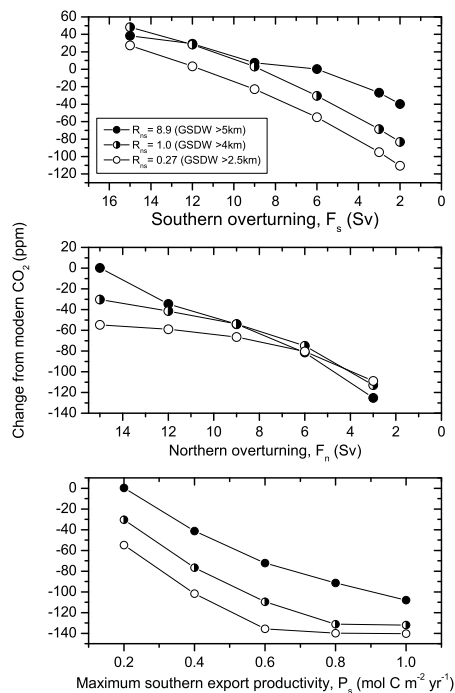 60
40
20
0
-20
-40
-60
-80
-100
-120
R_ns = 8.9 (GSDW >5km)
R_ns = 1.0 (GSDW >4km)
R_ns = 0.27 (GSDW >2.5km)
16 14 12 10 8 6 4 2 0
Southern overturning, F_s (Sv)
Change from modern CO_2 (ppm)
20
0
-20
-40
-60
-80
-100
-120
-140
14 12 10 8 6 4 2 0
Northern overturning, F_n (Sv)
0
-20
-40
-60
-80
-100
-120
-140
0.2 0.4 0.6 0.8 1.0
Maximum southern export productivity, P_s (mol C m^-2 yr^-1)